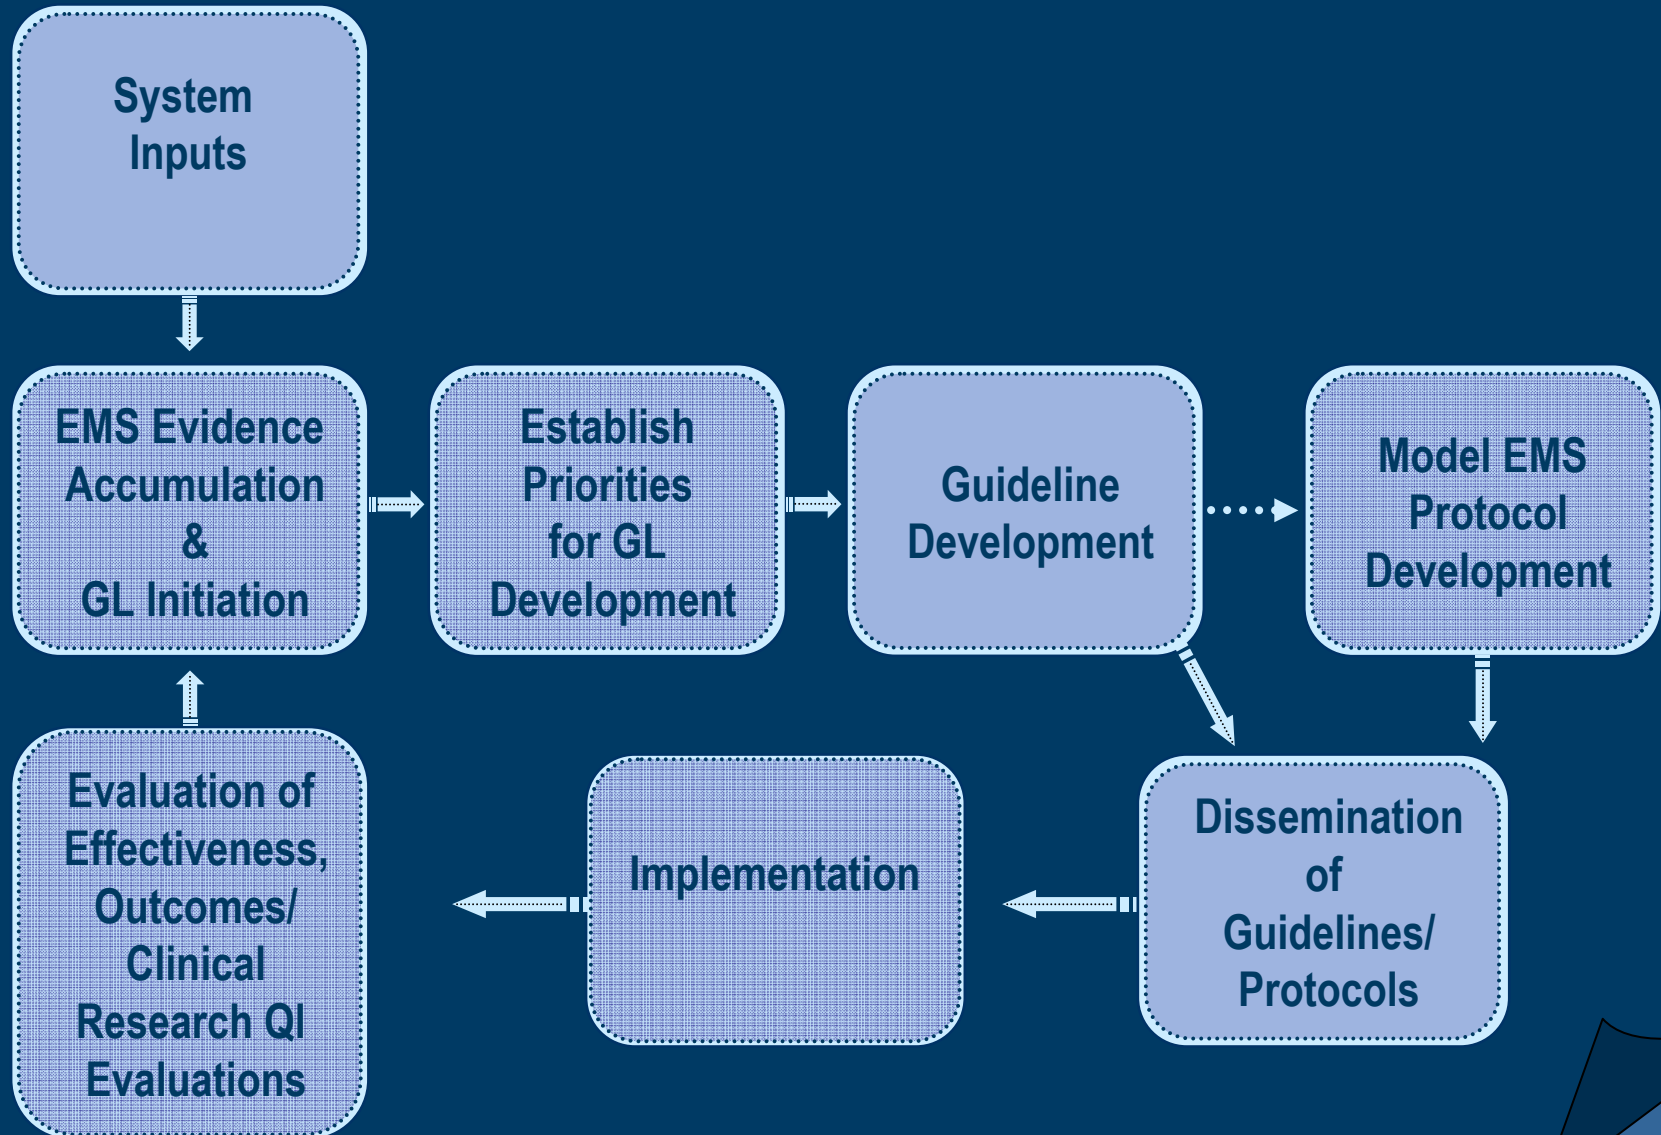 System
Inputs
EMS Evidence
Accumulation
&
GL Initiation
Establish
Priorities
for GL
Development
Guideline
Development
Model EMS
Protocol
Development
Evaluation of
Effectiveness,
Outcomes/
Clinical
Research QI
Evaluations
Implementation
Dissemination
of
Guidelines/
Protocols